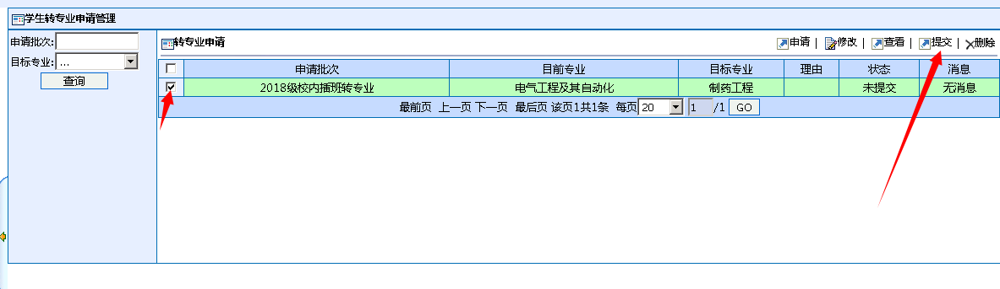 学生转专业申请管理
申请批次:
目标专业: ...
查询
转专业申请
申请 | 修改 | 查看 | 提交 | 删除
申请批次 目前专业 目标专业 理由 状态 消息
2018级校内插班转专业 电气工程及其自动化 制药工程 未提交 无消息
最前页 上一页 下一页 最后页 该页1共1条 每页 20 1 /1 GO